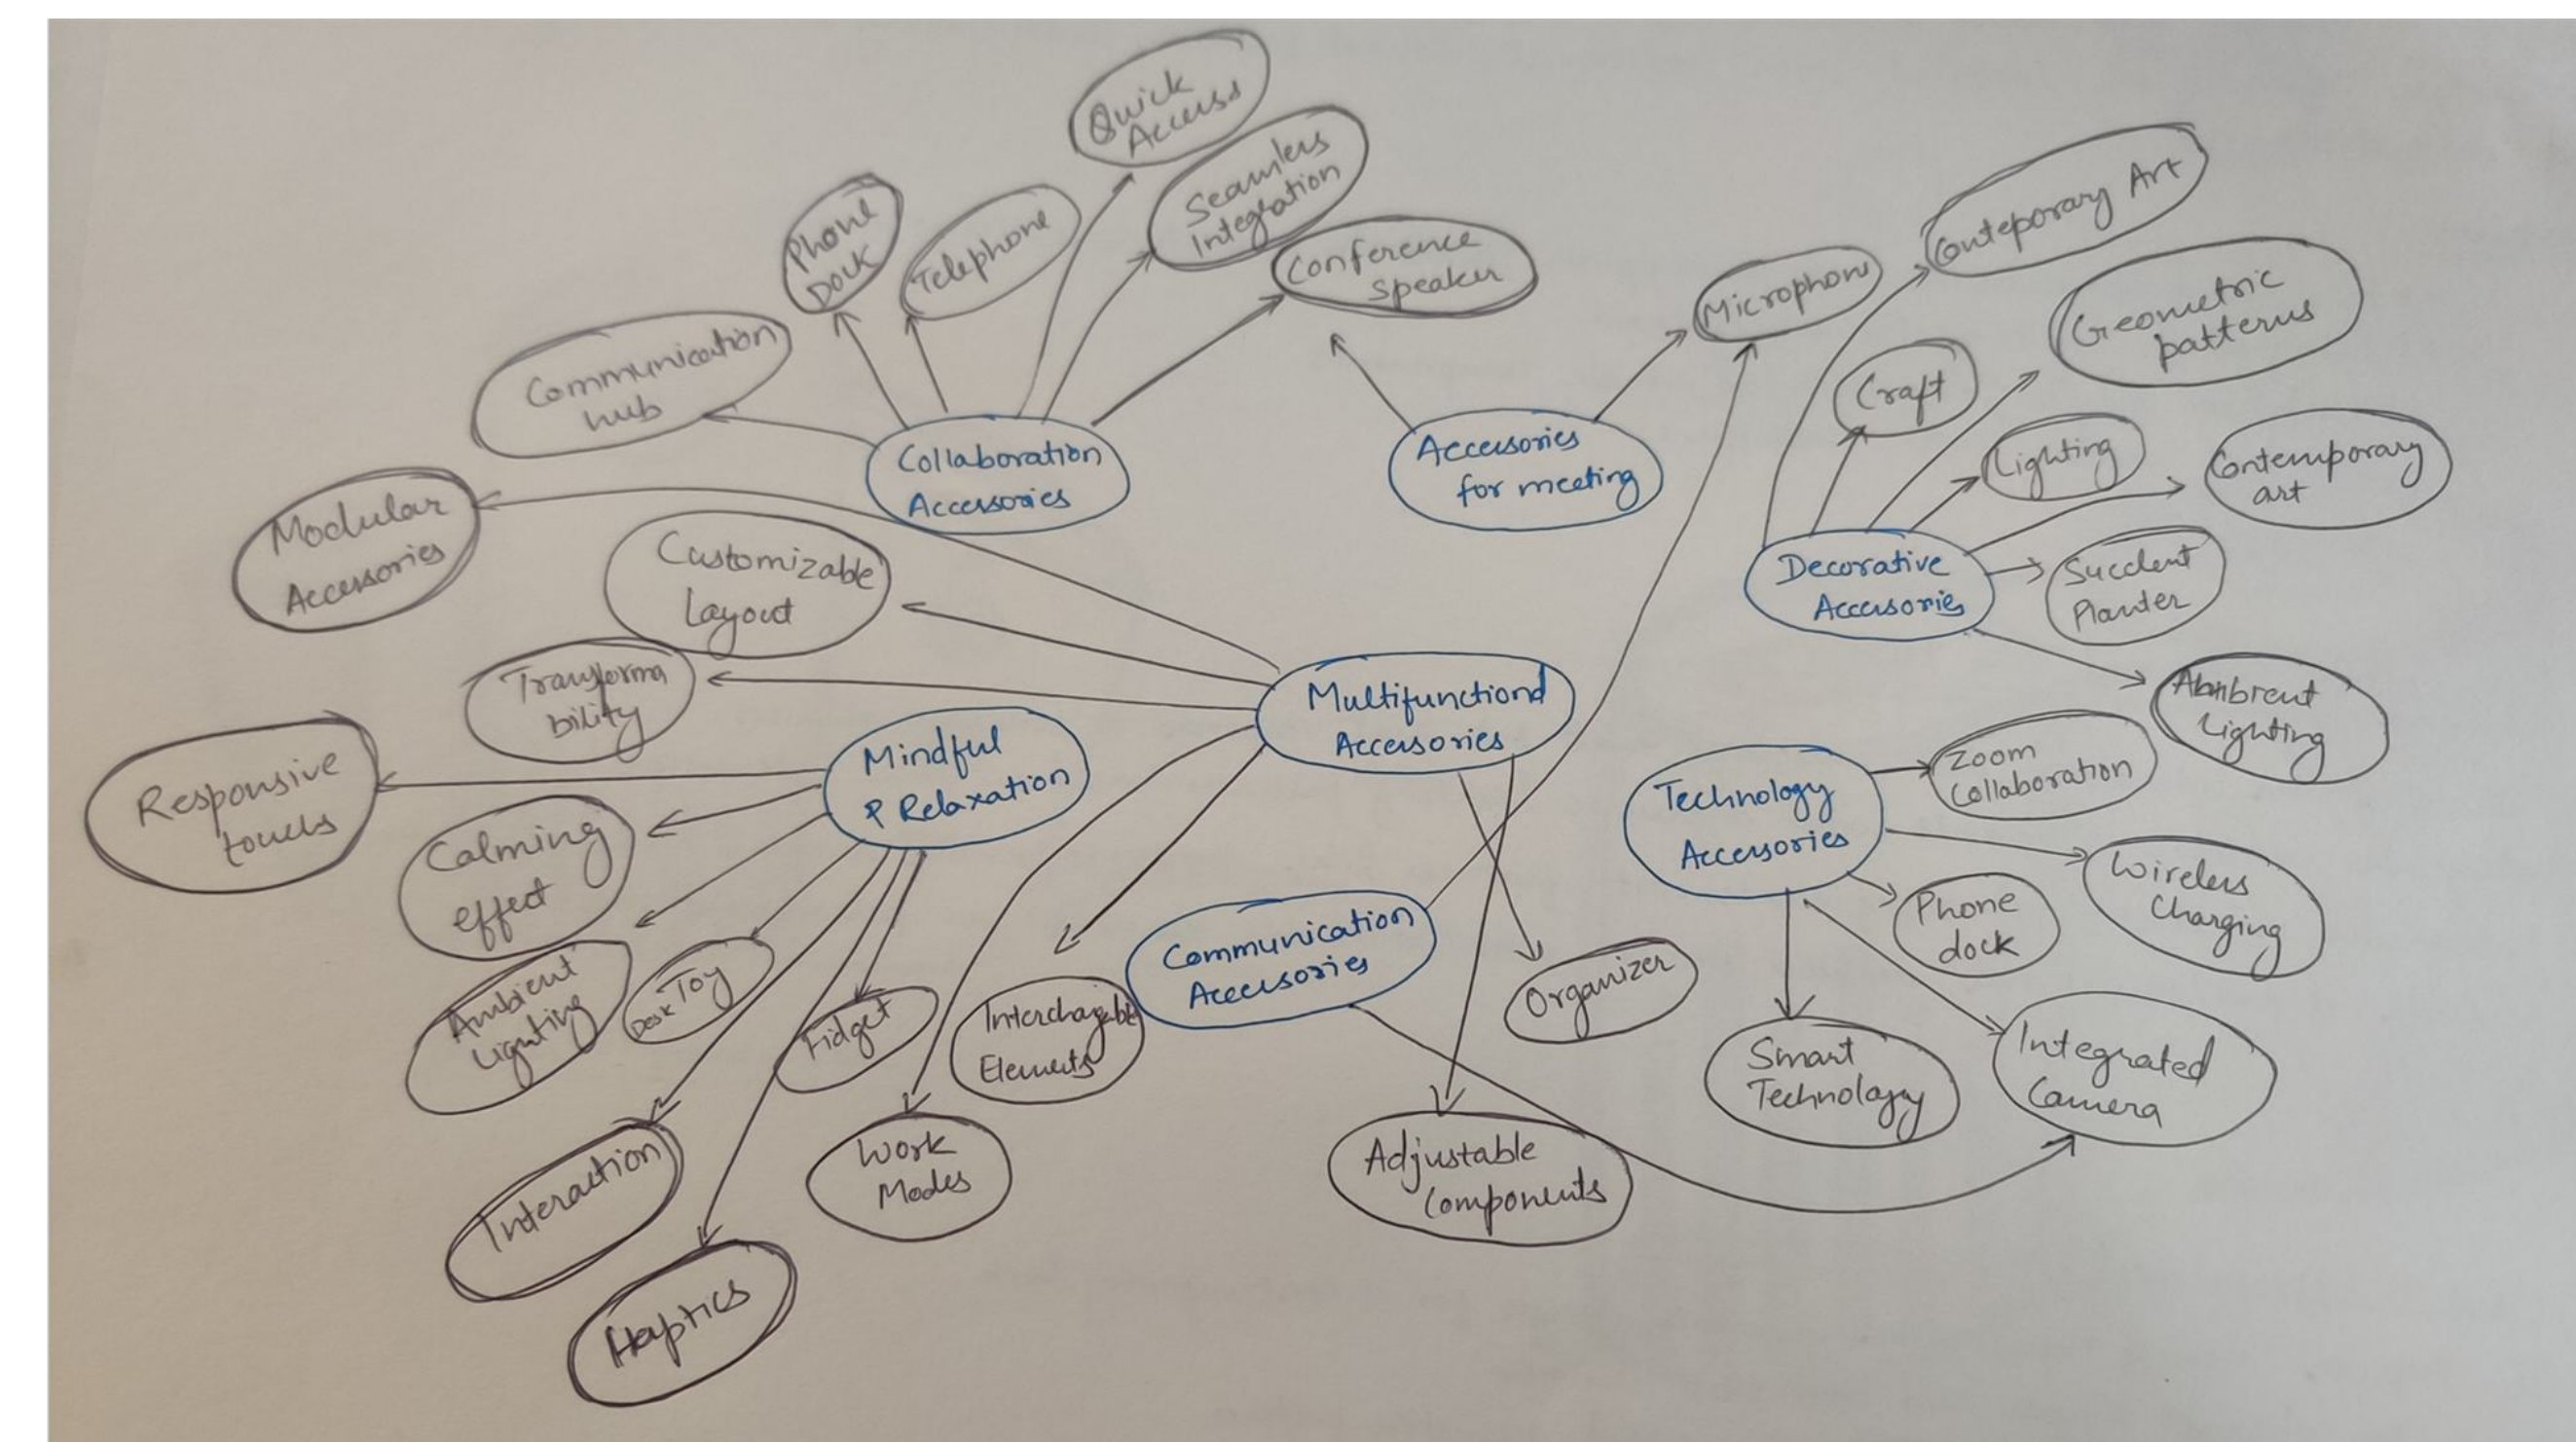 Quick
Access
Seamless
Integration
Conference
Speaker
Phone
Dock
Telephone
Communication
hub
Modular
Accessories
Collaboration
Accessories
Accessories
for meeting
Microphone
Conteporary Art
Geometric
patterns
Craft
Lighting
Contemporary
art
Decorative
Accessories
Succlent
Planter
Ambient
Lighting
Customizable
Layout
Transforma
bility
Multifunctional
Accessories
Mindful
& Relaxation
Responsive
touch
Calming
effect
Ambient
Lighting
Desk Toy
Fidget
Interaction
Haptics
Work
Modes
Interchangeble
Elements
Communication
Accessories
Organizer
Adjustable
Components
Technology
Accessories
Zoom
Collaboration
Wireless
Charging
Phone
dock
Smart
Technology
Integrated
Camera